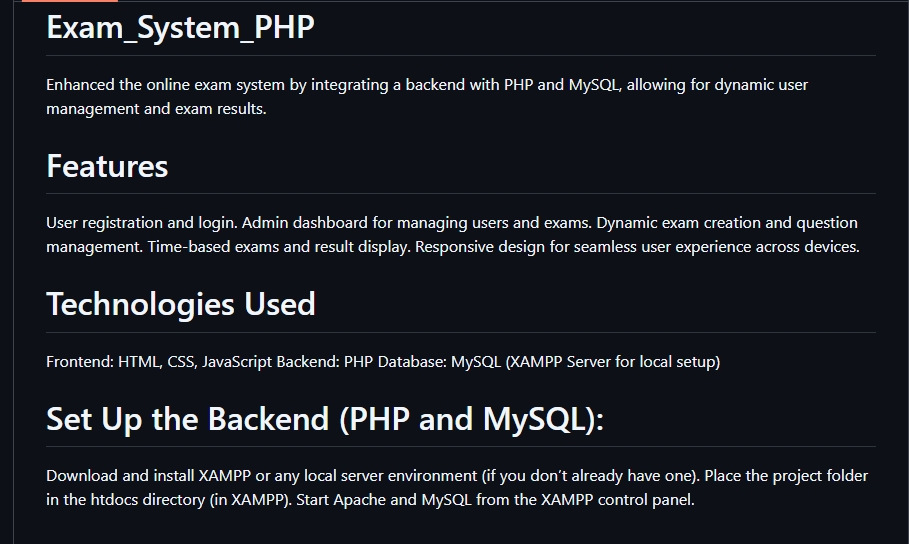 Exam_System_PHP
Enhanced the online exam system by integrating a backend with PHP and MySQL, allowing for dynamic user
management and exam results.
Features
User registration and login. Admin dashboard for managing users and exams. Dynamic exam creation and question
management. Time-based exams and result display. Responsive design for seamless user experience across devices.
Technologies Used
Frontend: HTML, CSS, JavaScript Backend: PHP Database: MySQL (XAMPP Server for local setup)
Set Up the Backend (PHP and MySQL):
Download and install XAMPP or any local server environment (if you don’t already have one). Place the project folder
in the htdocs directory (in XAMPP). Start Apache and MySQL from the XAMPP control panel.